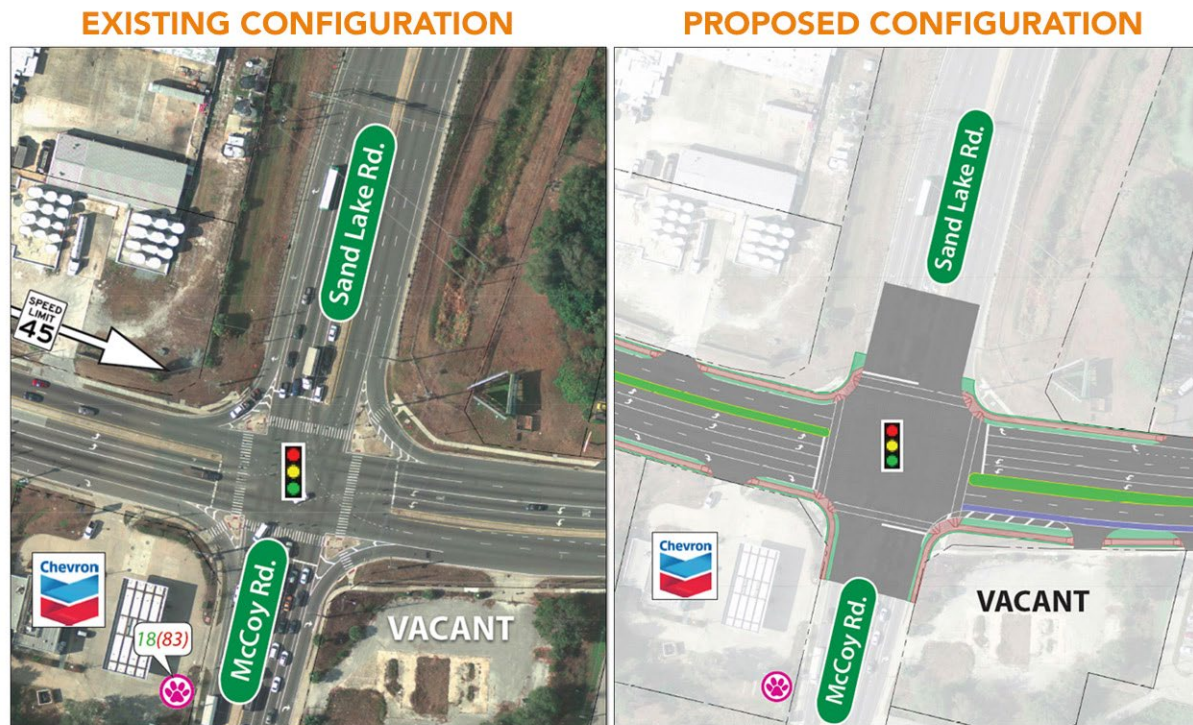 EXISTING CONFIGURATION
PROPOSED CONFIGURATION
Sand Lake Rd.
SPEED
LIMIT
45
Chevron
18(83)
McCoy Rd.
VACANT
Sand Lake Rd.
Chevron
McCoy Rd.
VACANT